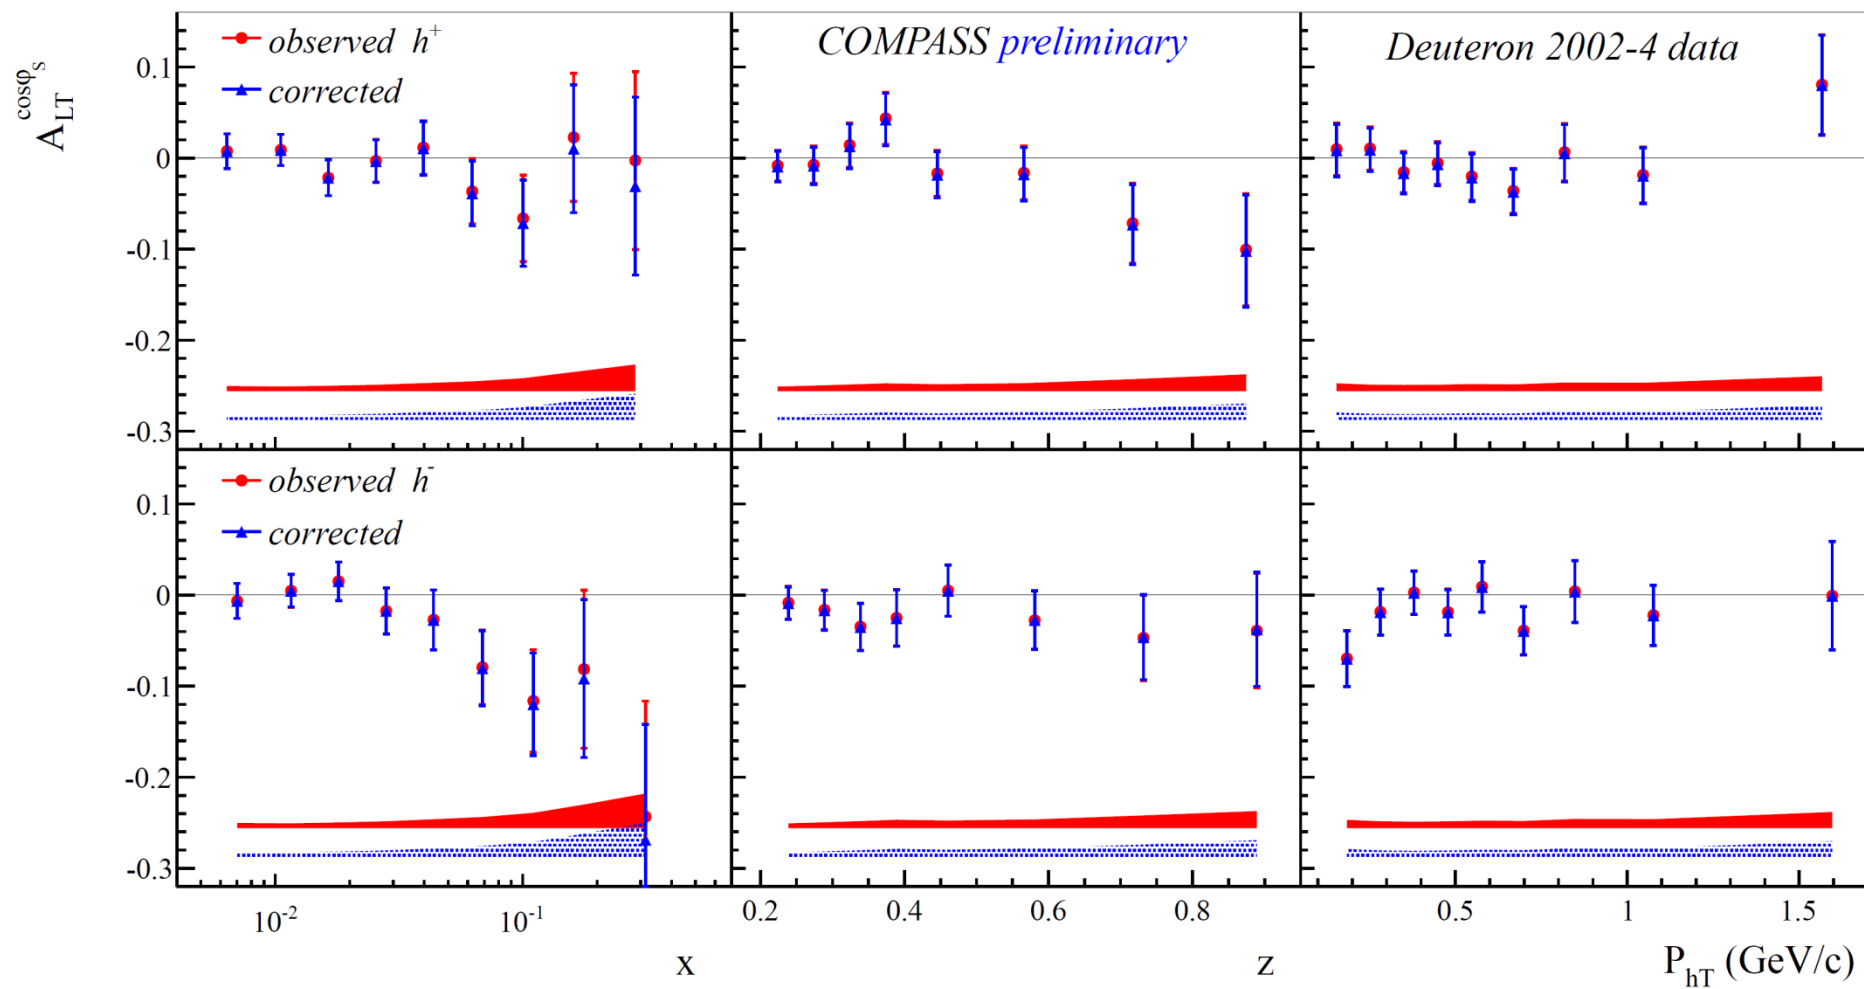 observed h⁺
corrected
COMPASS preliminary
Deuteron 2002-4 data
A_LT^cosφ_S
0.1
0
-0.1
-0.2
-0.3
observed h⁻
corrected
0.1
0
-0.1
-0.2
-0.3
10⁻² 10⁻¹
0.2 0.4 0.6 0.8
0.5 1 1.5
x
z
P_hT (GeV/c)